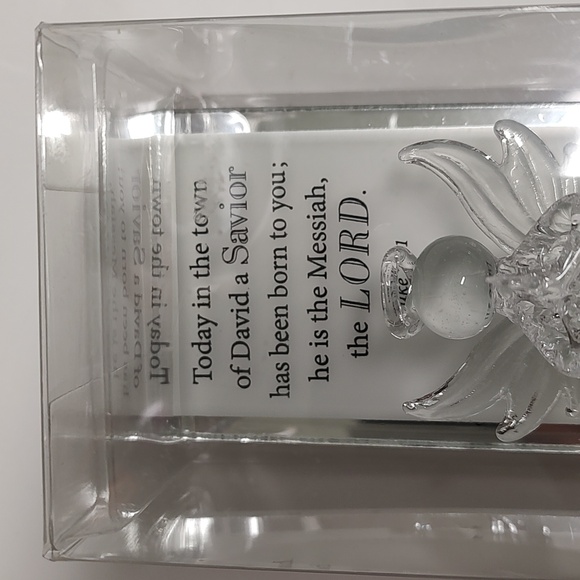 Today in the town
of David a Savior
has been born to you;
he is the Messiah,
the LORD.